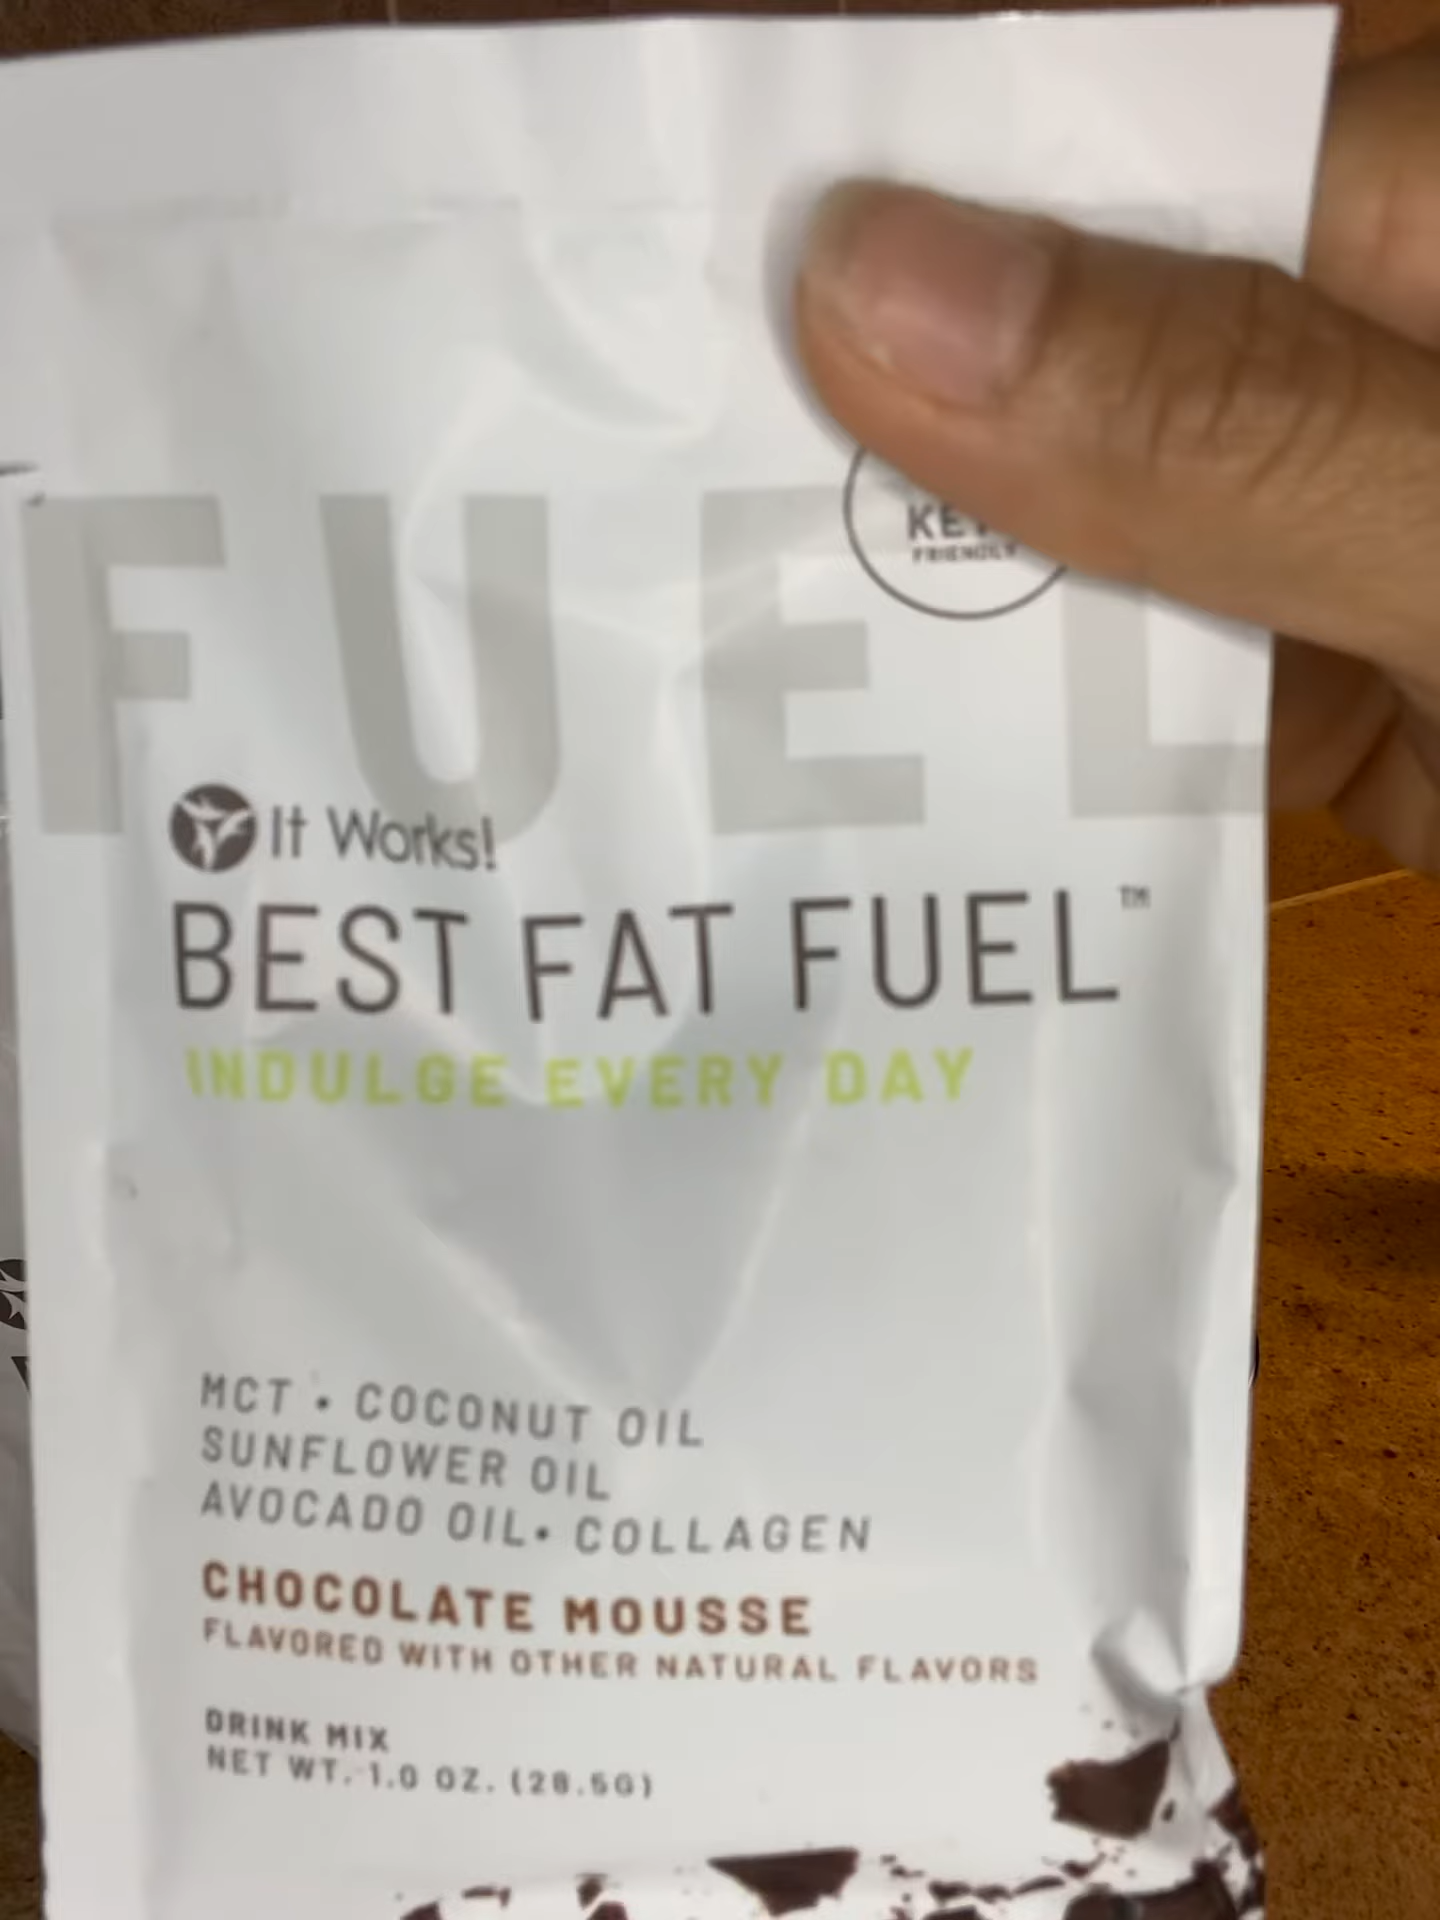 FUEL
KETO
FRIENDLY
It Works!
BEST FAT FUEL™
INDULGE EVERY DAY
MCT • COCONUT OIL
SUNFLOWER OIL
AVOCADO OIL • COLLAGEN
CHOCOLATE MOUSSE
FLAVORED WITH OTHER NATURAL FLAVORS
DRINK MIX
NET WT. 1.0 OZ. (28.5G)